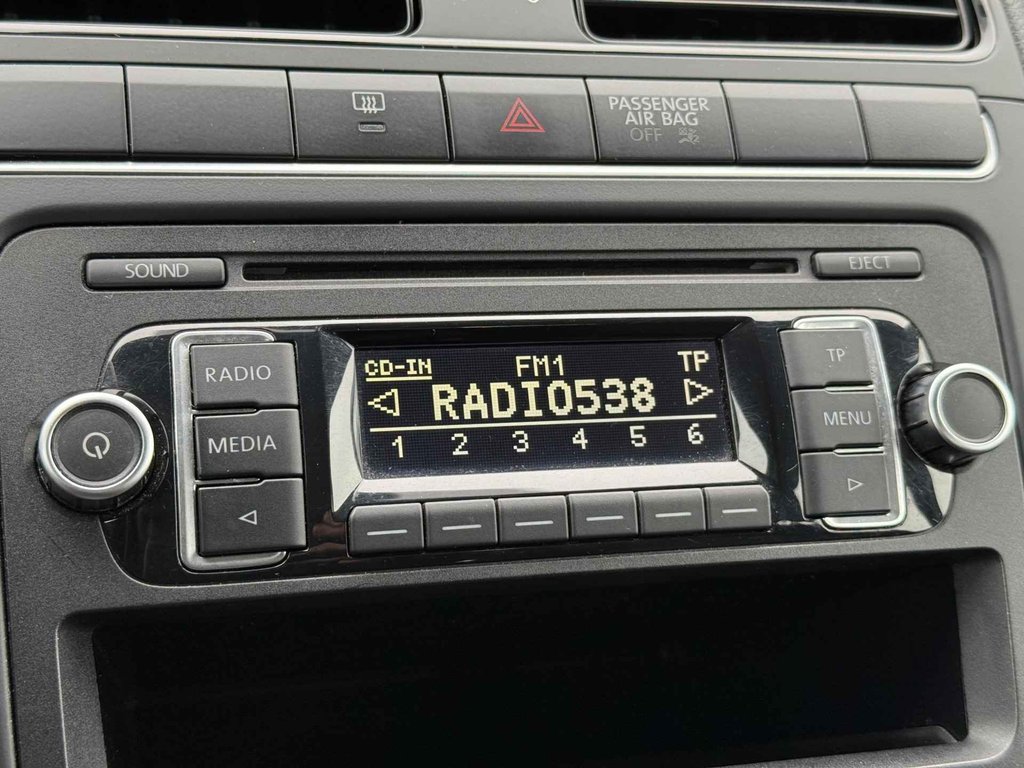 PASSENGER
AIR BAG
OFF
SOUND
EJECT
RADIO
MEDIA
CD-IN FM1 TP
RADIO538
1 2 3 4 5 6
TP
MENU